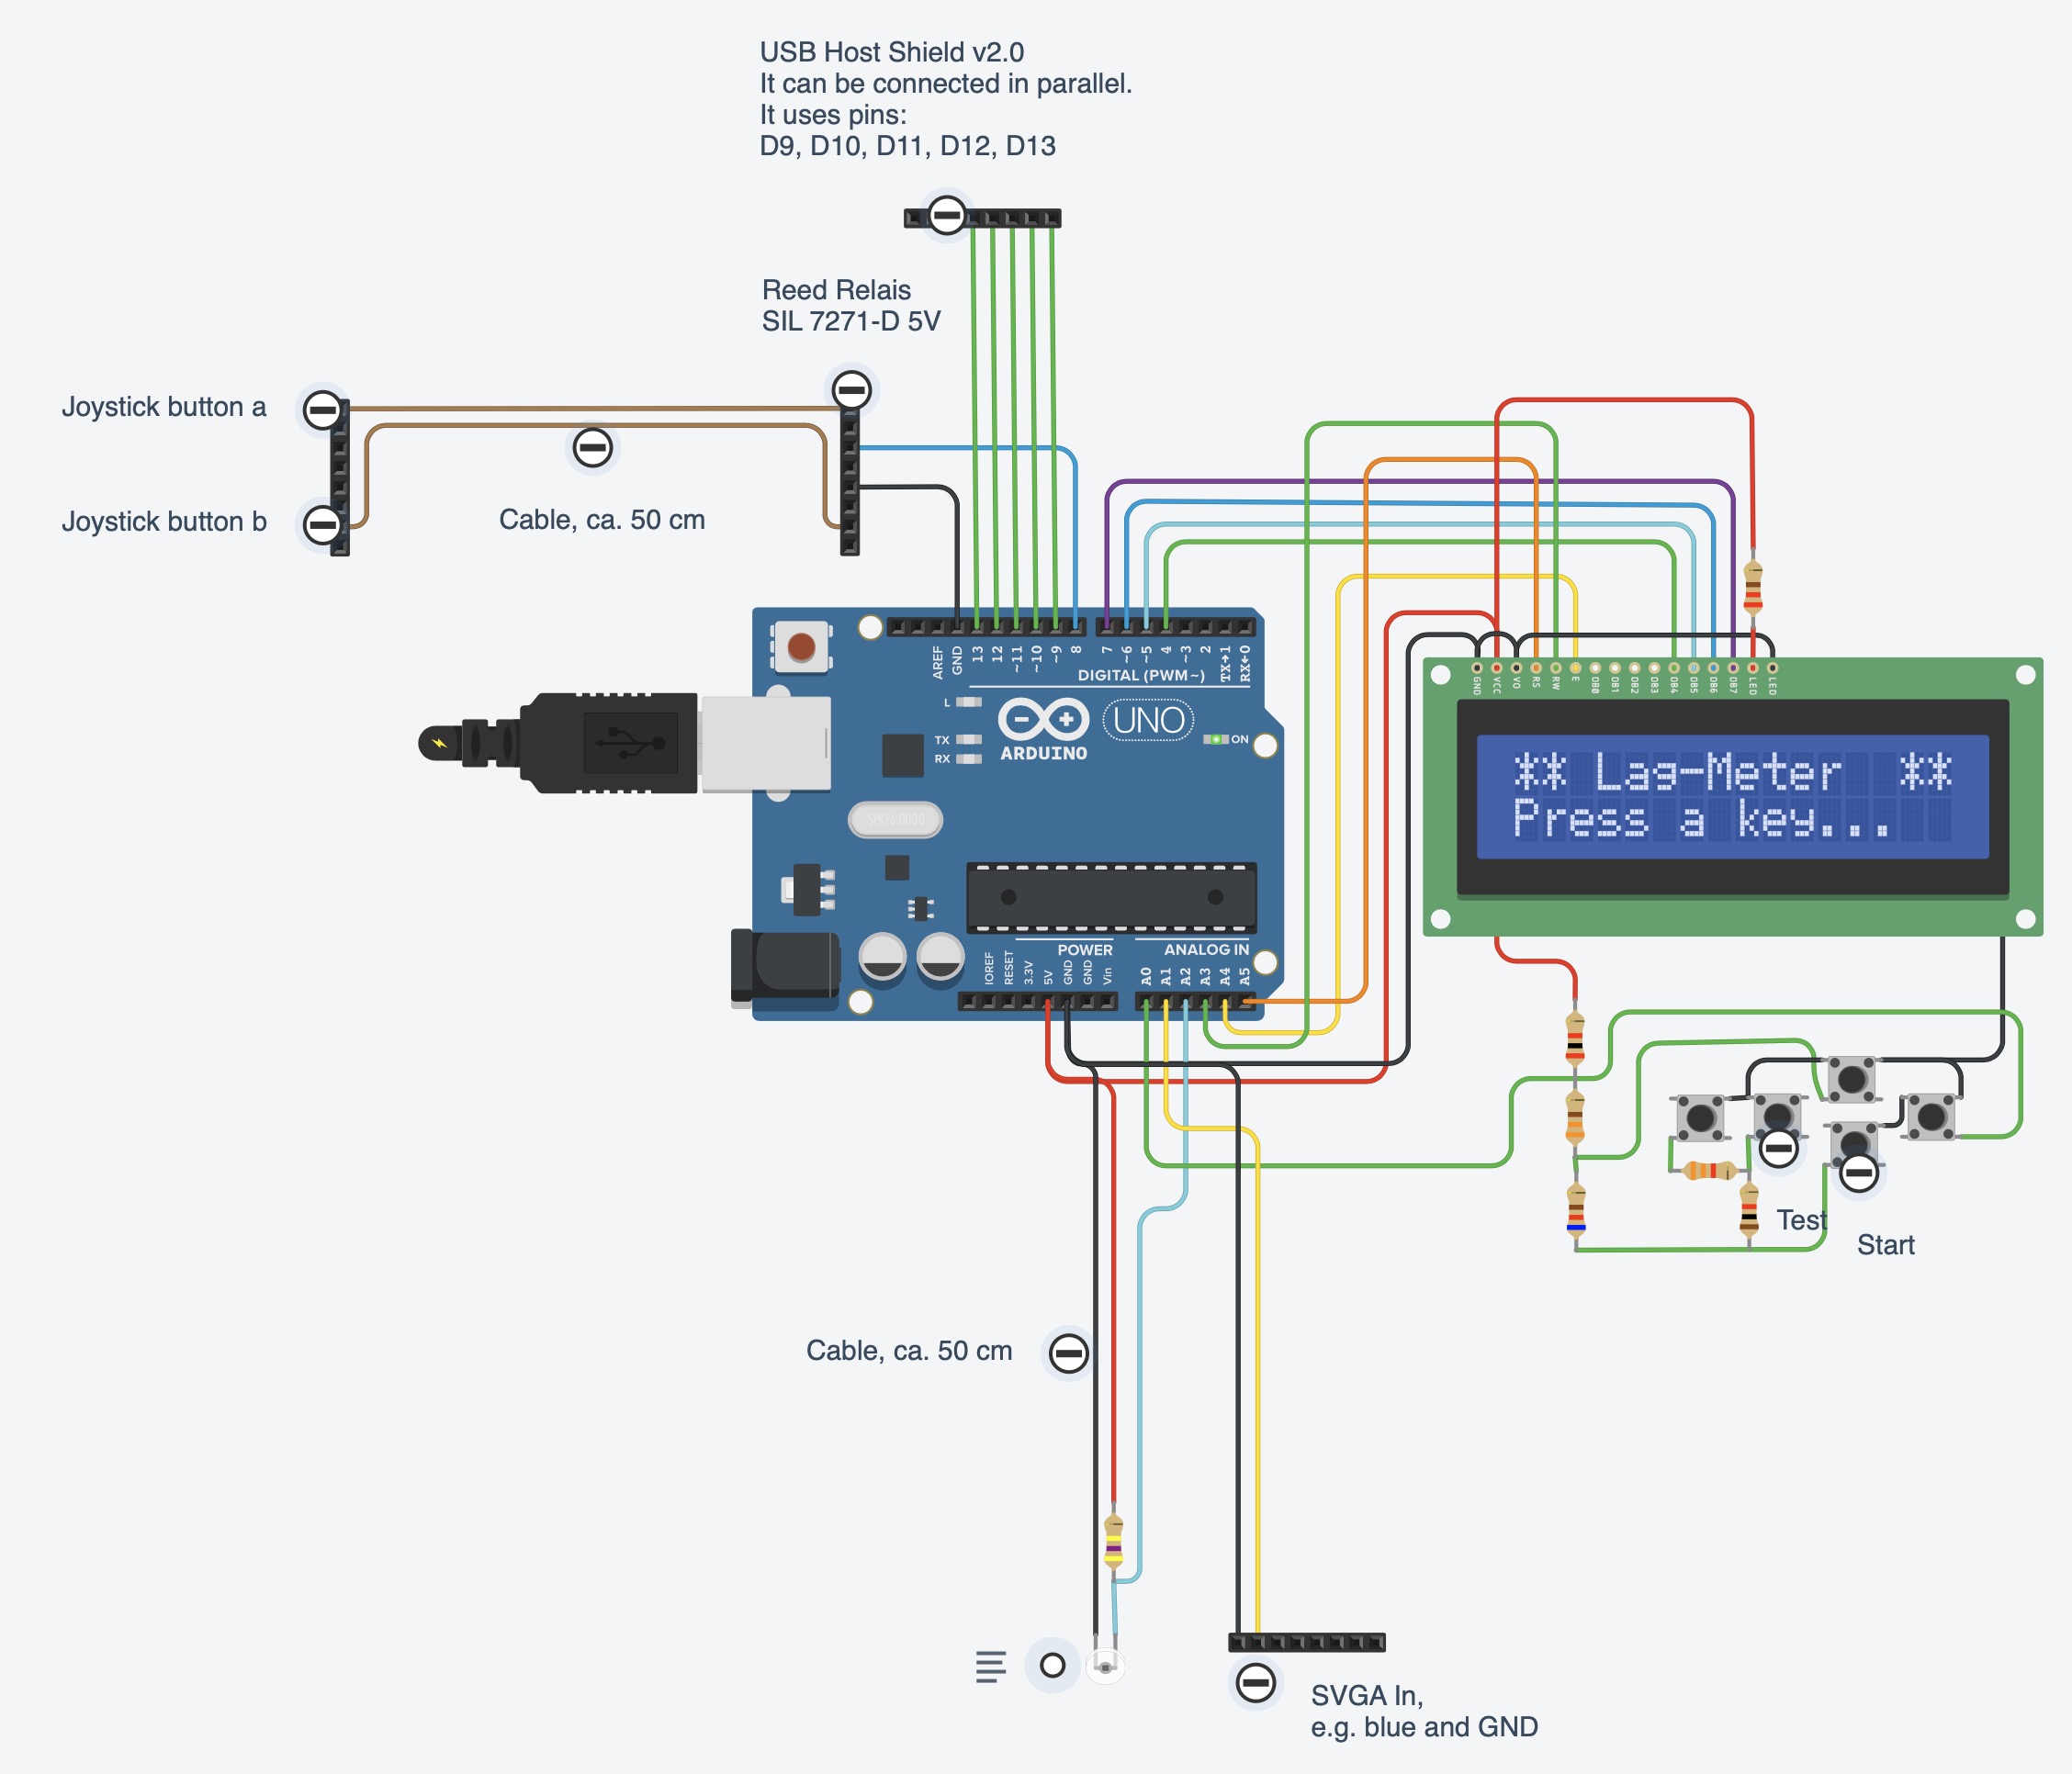 USB Host Shield v2.0
It can be connected in parallel.
It uses pins:
D9, D10, D11, D12, D13
Reed Relais
SIL 7271-D 5V
Joystick button a
Joystick button b
Cable, ca. 50 cm
AREF
GND
13
12
~11
~10
~9
8
7
~6
~5
4
~3
2
TX→1
RX←0
DIGITAL (PWM~)
L
TX
RX
ARDUINO
UNO
ON
SPK16.000G
POWER
ANALOG IN
IOREF
RESET
3.3V
5V
GND
GND
Vin
A0
A1
A2
A3
A4
A5
GND
VCC
VO
RS
RW
E
DB0
DB1
DB2
DB3
DB4
DB5
DB6
DB7
LED
LED
** Lag-Meter **
Press a key...
Test
Start
Cable, ca. 50 cm
SVGA In,
e.g. blue and GND